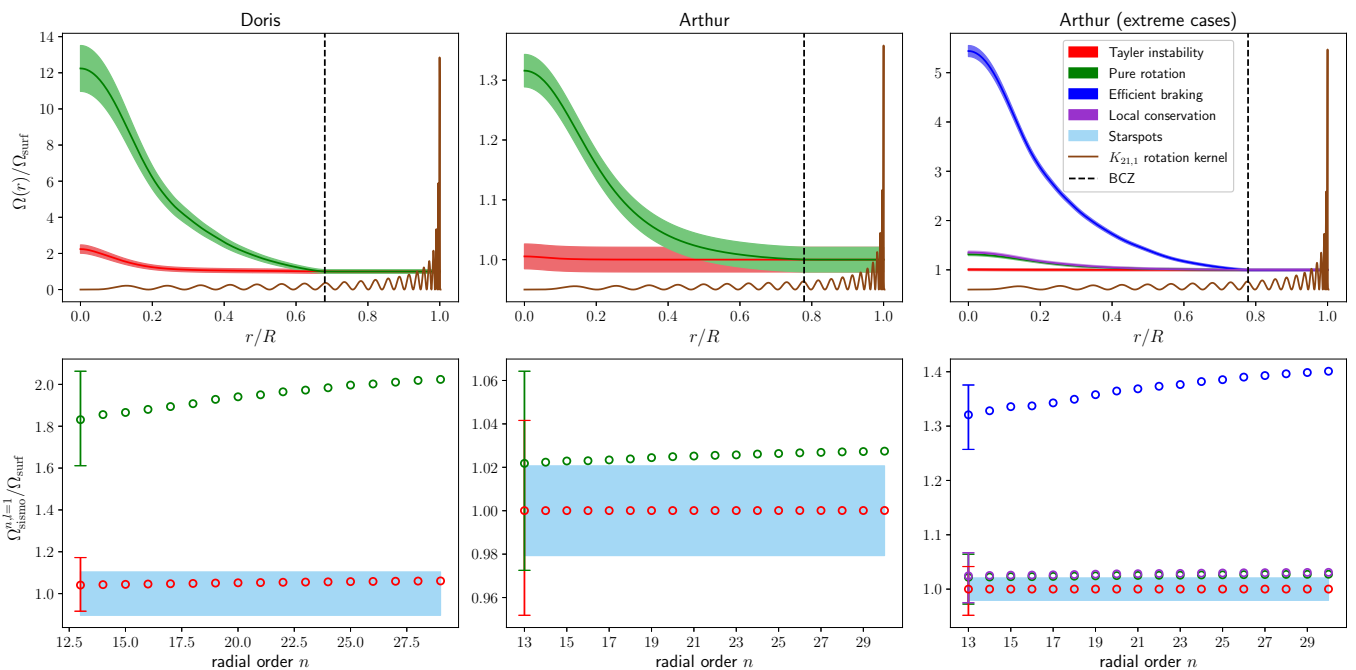 Doris
Arthur
Arthur (extreme cases)
14
12
10
8
6
4
2
0
Ω(r)/Ω_surf
0.0 0.2 0.4 0.6 0.8 1.0
r/R
1.3
1.2
1.1
1.0
0.0 0.2 0.4 0.6 0.8 1.0
r/R
5
4
3
2
1
0.0 0.2 0.4 0.6 0.8 1.0
r/R
Tayler instability
Pure rotation
Efficient braking
Local conservation
Starspots
K_{21,1} rotation kernel
BCZ
2.0
1.8
1.6
1.4
1.2
1.0
Ω_{sismo}^{n,l=1}/Ω_surf
12.5 15.0 17.5 20.0 22.5 25.0 27.5
radial order n
1.06
1.04
1.02
1.00
0.98
0.96
13 15 17 19 21 23 25 27 29
radial order n
1.4
1.3
1.2
1.1
1.0
13 15 17 19 21 23 25 27 29
radial order n